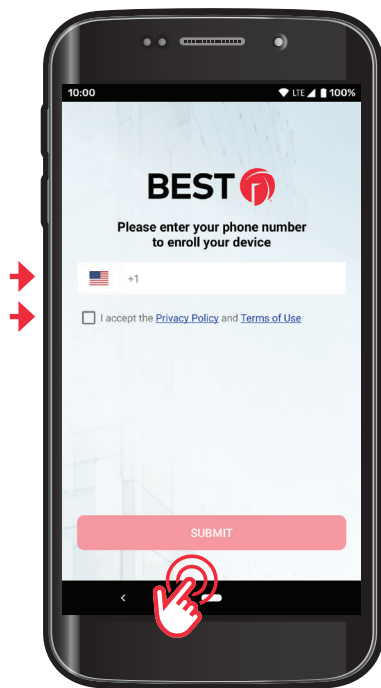 10:00 LTE 100%
BEST
Please enter your phone number
to enroll your device
+1
I accept the Privacy Policy and Terms of Use
SUBMIT